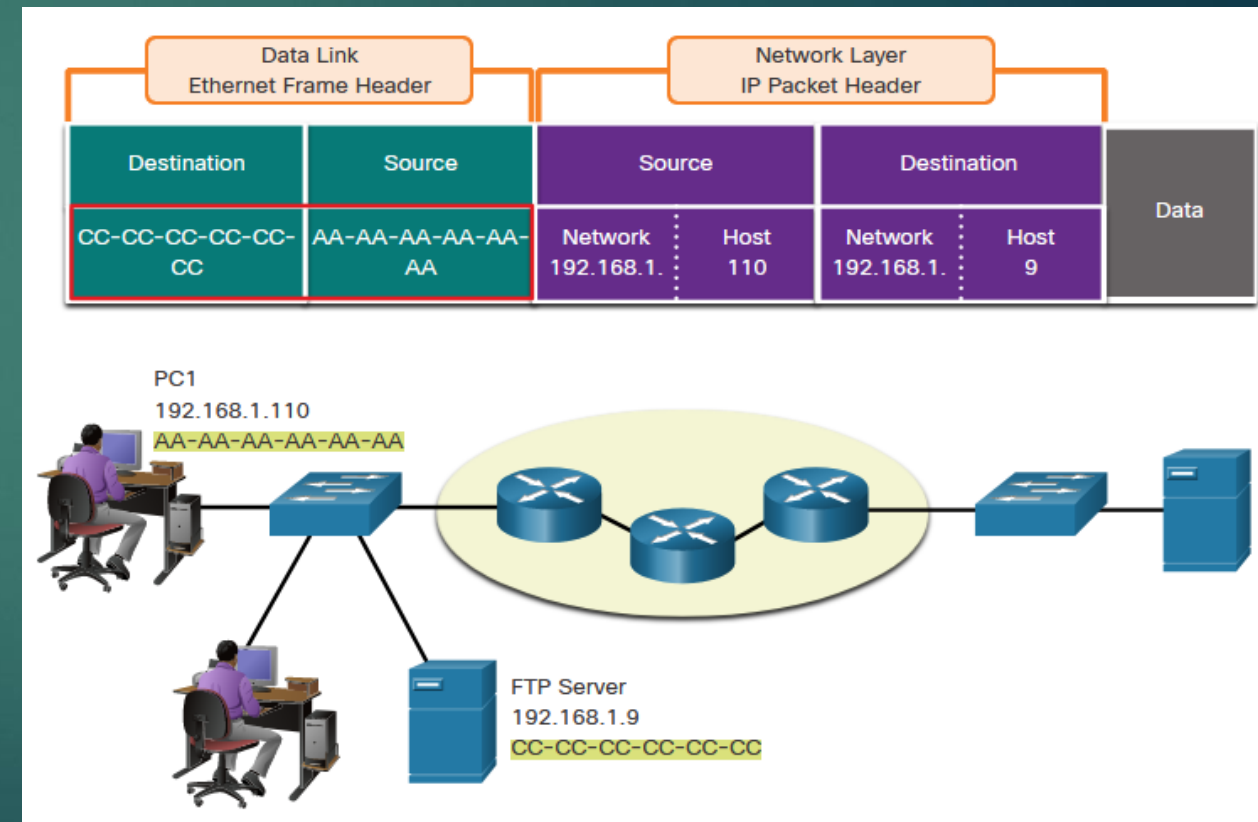 Data Link
Ethernet Frame Header
Network Layer
IP Packet Header
Destination
Source
Source
Destination
Data
CC-CC-CC-CC-CC-
CC
AA-AA-AA-AA-AA-
AA
Network
192.168.1.
Host
110
Network
192.168.1.
Host
9
PC1
192.168.1.110
AA-AA-AA-AA-AA-AA
FTP Server
192.168.1.9
CC-CC-CC-CC-CC-CC